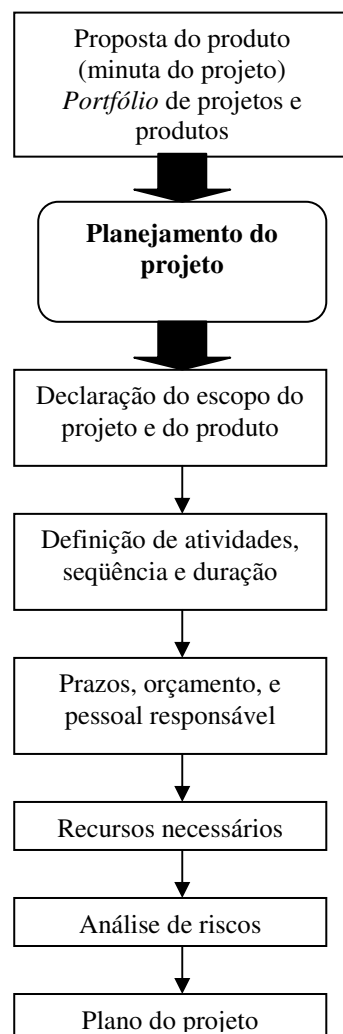 Proposta do produto
(minuta do projeto)
Portfólio de projetos e
produtos
Planejamento do
projeto
Declaração do escopo do
projeto e do produto
Definição de atividades,
seqüência e duração
Prazos, orçamento, e
pessoal responsável
Recursos necessários
Análise de riscos
Plano do projeto